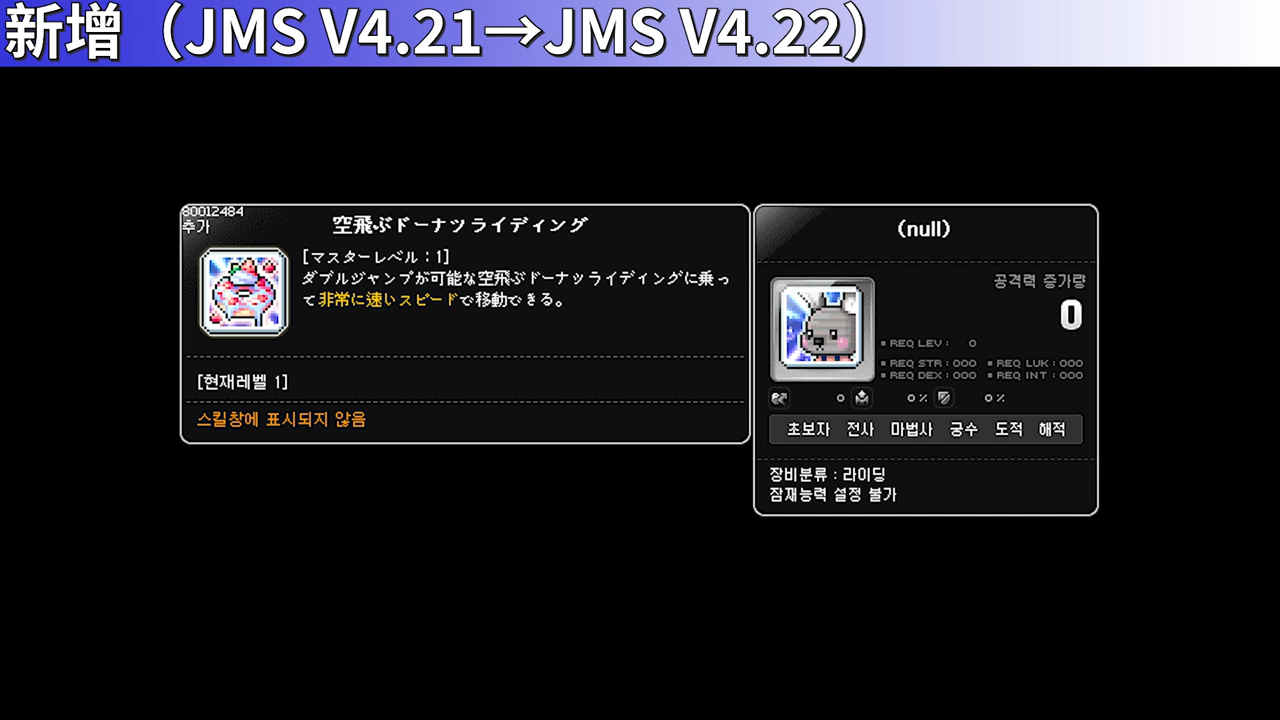 新增（JMS V4.21→JMS V4.22）
80012484
추가
空飛ぶドーナツライディング
[マスターレベル：1]
ダブルジャンプが可能な空飛ぶドーナツライディングに乗っ
て非常に速いスピードで移動できる。
[현재레벨 1]
스킬창에 표시되지 않음
(null)
공격력 증가량
0
REQ LEV : 0
REQ STR : 000 REQ LUK : 000
REQ DEX : 000 REQ INT : 000
0 0 % 0 %
초보자 전사 마법사 궁수 도적 해적
장비분류 : 라이딩
잠재능력 설정 불가